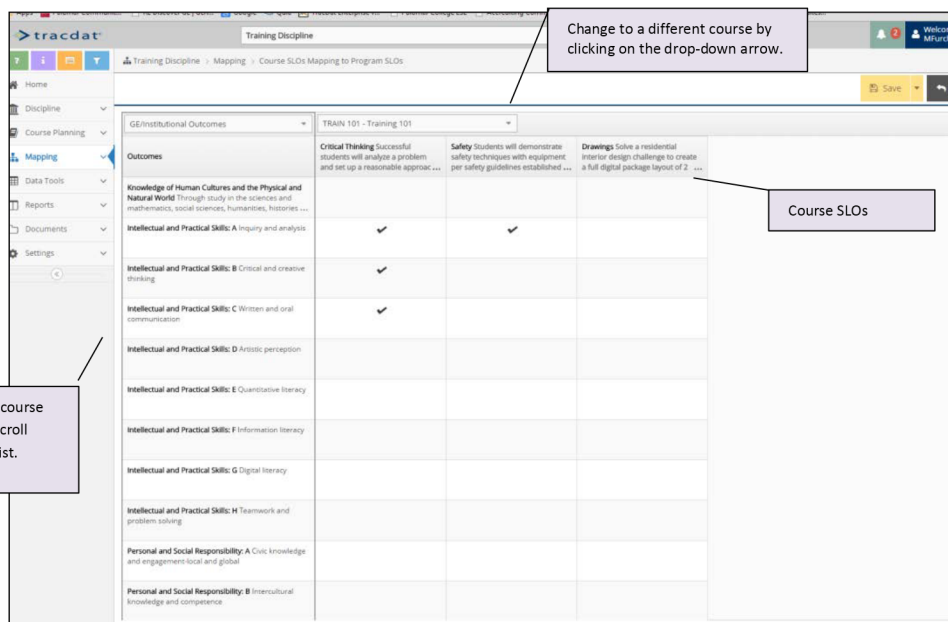 Change to a different course by
clicking on the drop-down arrow.
tracdat
Training Discipline
2
Welcon
MFurch
Training Discipline > Mapping > Course SLOs Mapping to Program SLOs
Save
Home
Discipline
Course Planning
Mapping
Data Tools
Reports
Documents
Settings
GE/Institutional Outcomes
TRAIN 101 - Training 101
Outcomes
Critical Thinking Successful
students will analyze a problem
and set up a reasonable approac ...
Safety Students will demonstrate
safety techniques with equipment
per safety guidelines established ...
Drawings Solve a residential
interior design challenge to create
a full digital package layout of 2 ...
Course SLOs
Knowledge of Human Cultures and the Physical and
Natural World Through study in the sciences and
mathematics, social sciences, humanities, histories ...
Intellectual and Practical Skills: A Inquiry and analysis
Intellectual and Practical Skills: B Critical and creative
thinking
Intellectual and Practical Skills: C Written and oral
communication
Intellectual and Practical Skills: D Artistic perception
Intellectual and Practical Skills: E Quantitative literacy
Intellectual and Practical Skills: F Information literacy
Intellectual and Practical Skills: G Digital literacy
Intellectual and Practical Skills: H Teamwork and
problem solving
Personal and Social Responsibility: A Civic knowledge
and engagement-local and global
Personal and Social Responsibility: B Intercultural
knowledge and competence
course
croll
ist.